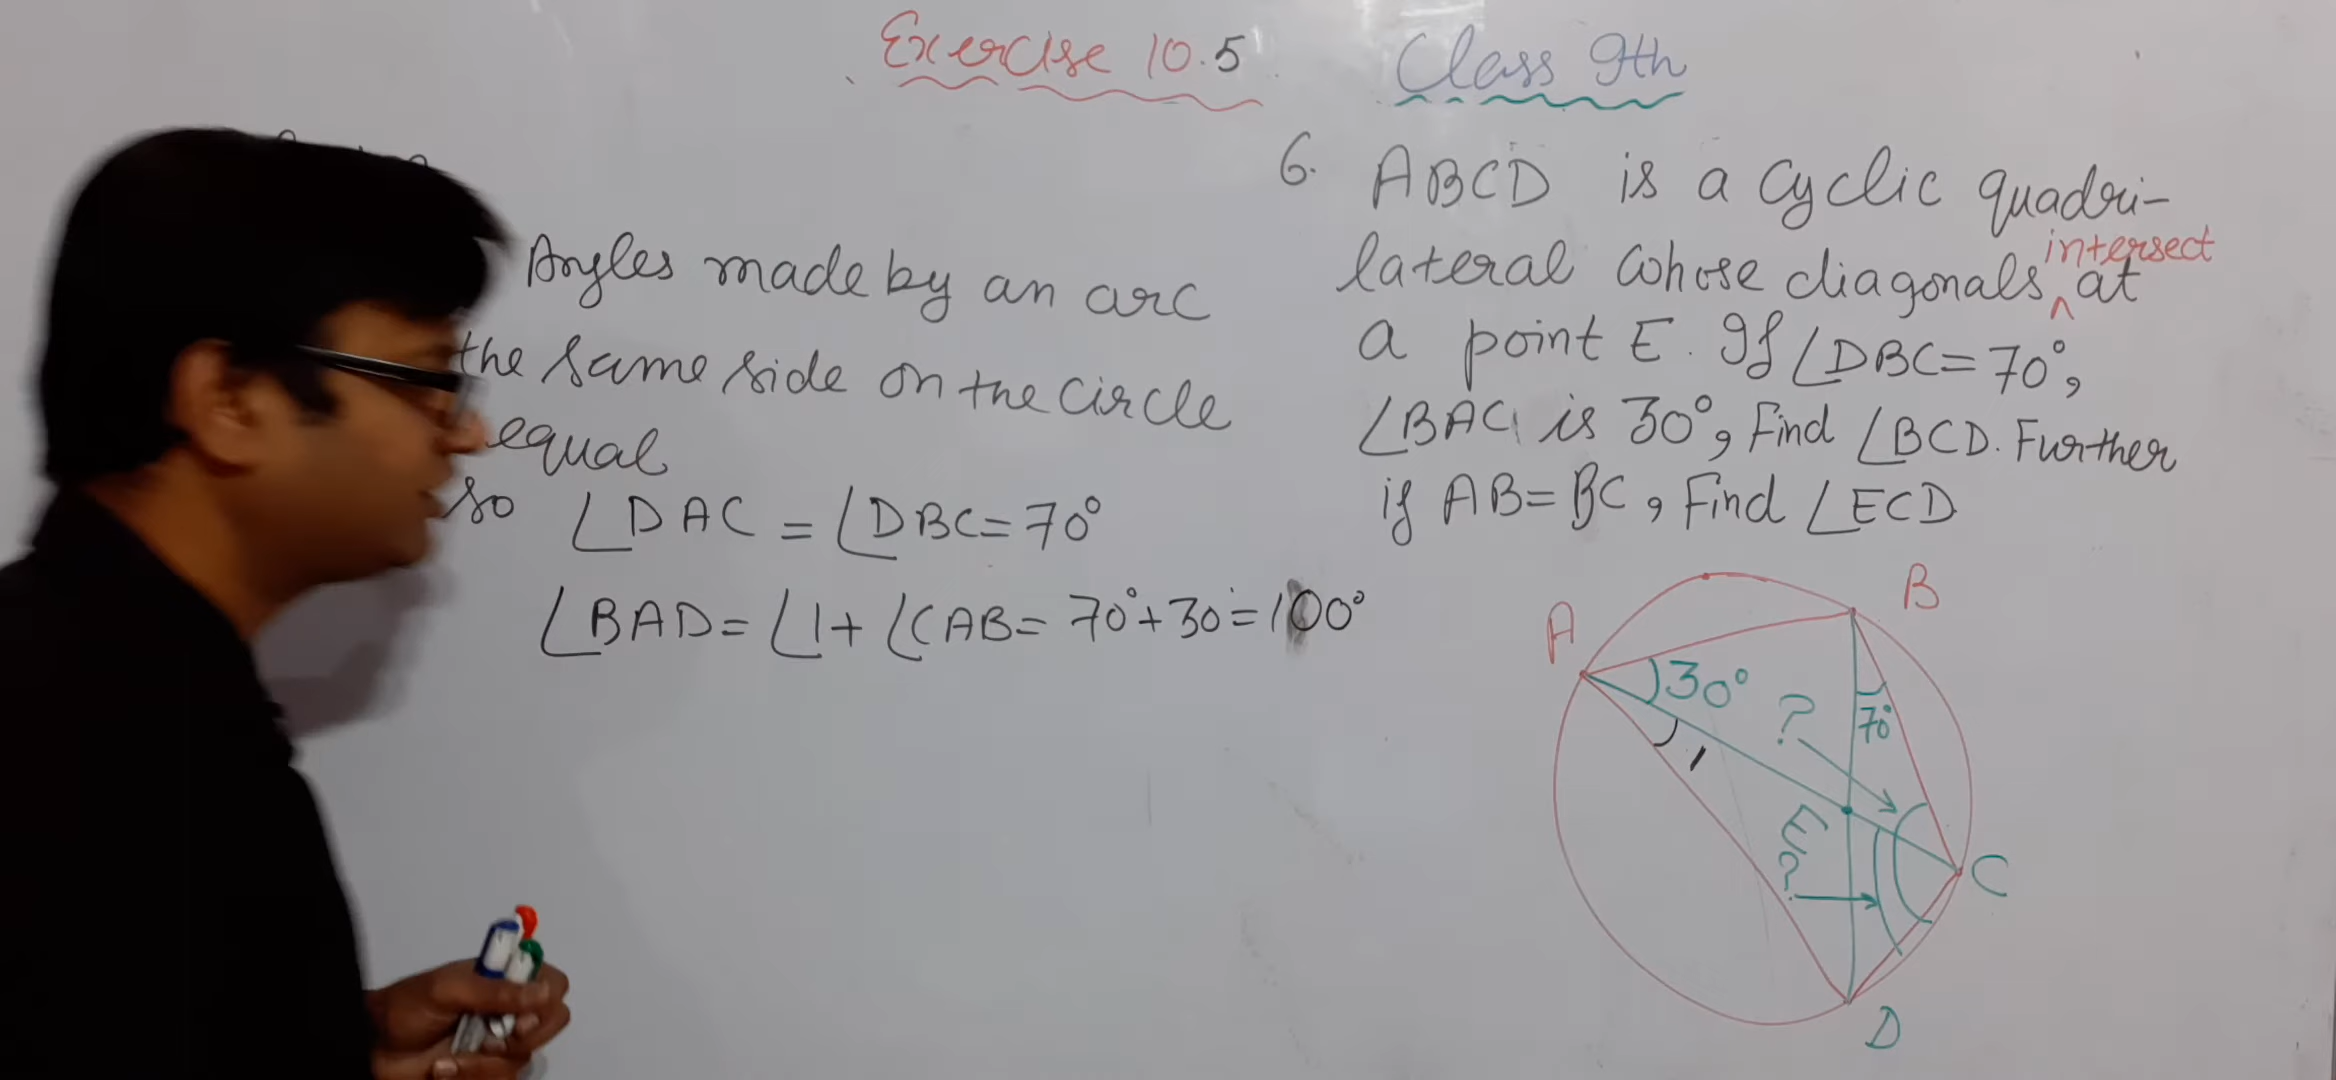 Exercise 10.5
Class 9th
Angles made by an arc
the same side on the circle
equal
so ∠DAC = ∠DBC = 70°
∠BAD = ∠1 + ∠CAB = 70° + 30° = 100°
6. ABCD is a cyclic quadri-
lateral whose diagonals intersect at
a point E. If ∠DBC = 70°,
∠BAC is 30°, Find ∠BCD. Further
if AB = BC, Find ∠ECD
B
A
30°
?
70°
1
E
?
C
D